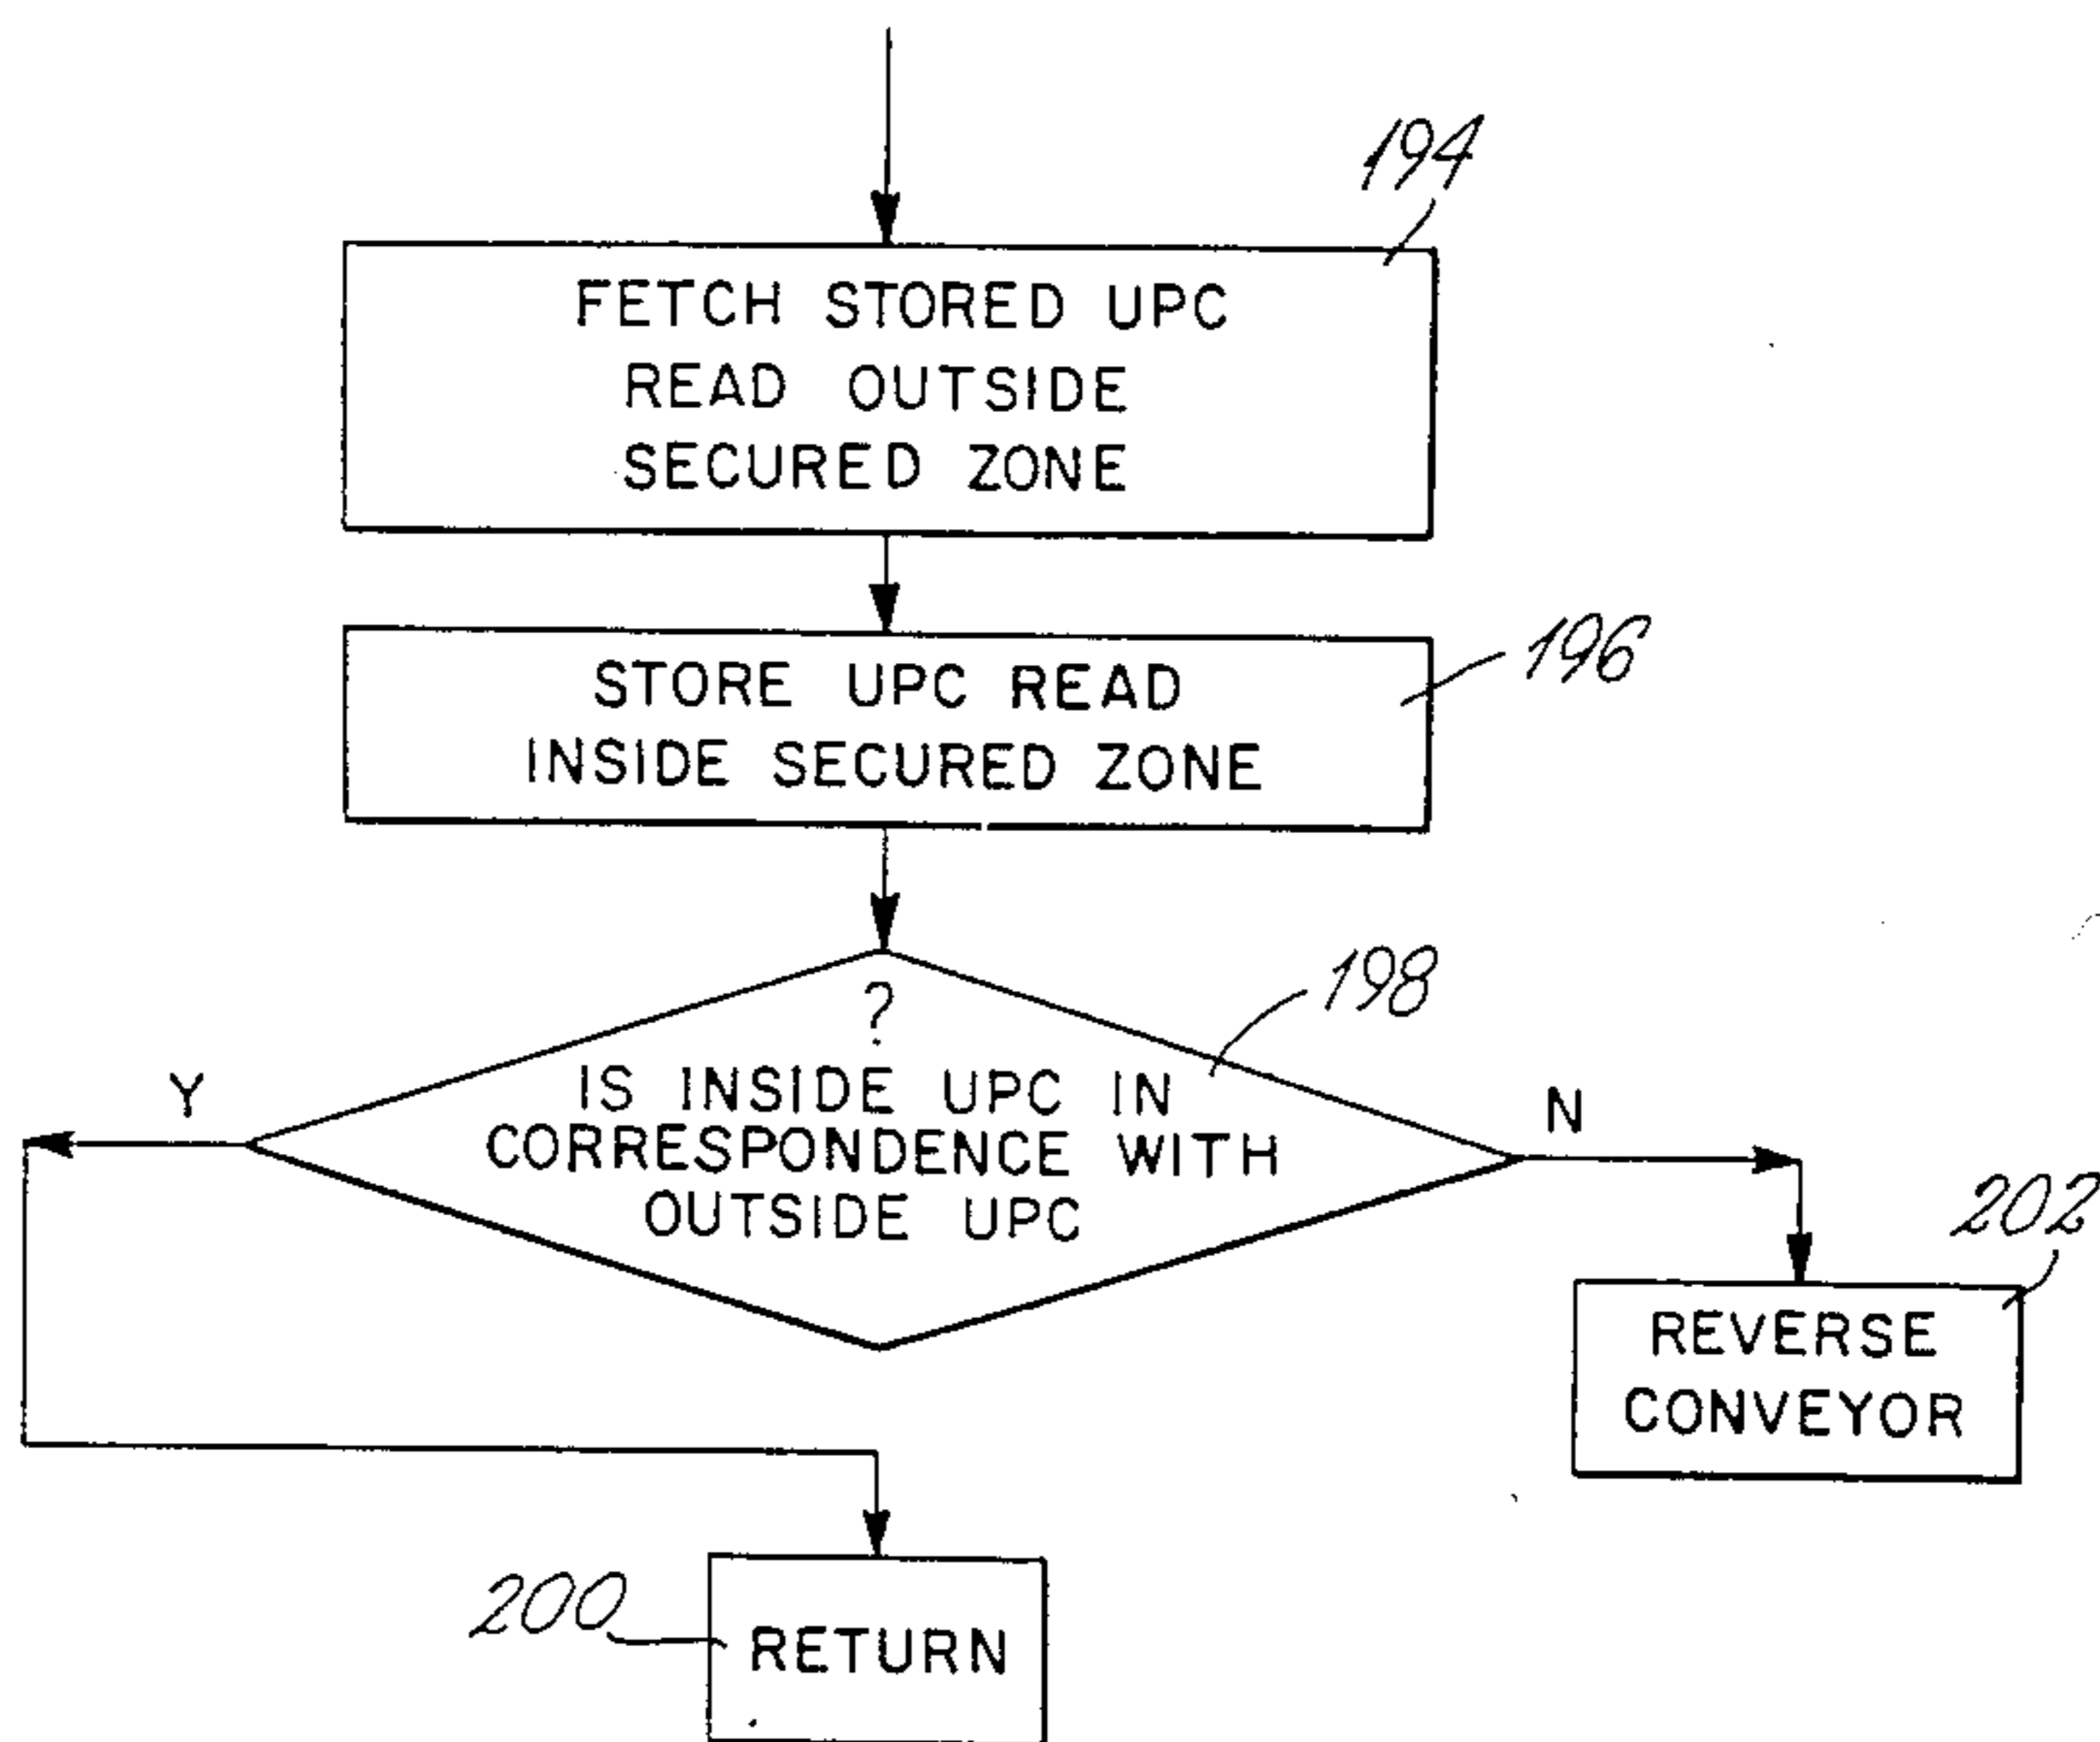 194
FETCH STORED UPC
READ OUTSIDE
SECURED ZONE
196
STORE UPC READ
INSIDE SECURED ZONE
198
?
IS INSIDE UPC IN
CORRESPONDENCE WITH
OUTSIDE UPC
Y
N
202
REVERSE
CONVEYOR
200
RETURN